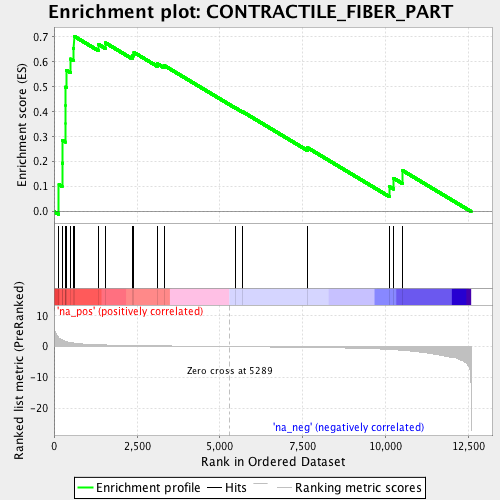 Enrichment plot: CONTRACTILE_FIBER_PART
Enrichment score (ES)
0.7
0.6
0.5
0.4
0.3
0.2
0.1
0.0
'na_pos' (positively correlated)
Ranked list metric (PreRanked)
10
0
-10
-20
Zero cross at 5289
'na_neg' (negatively correlated)
0
2,500
5,000
7,500
10,000
12,500
Rank in Ordered Dataset
Enrichment profile
Hits
Ranking metric scores